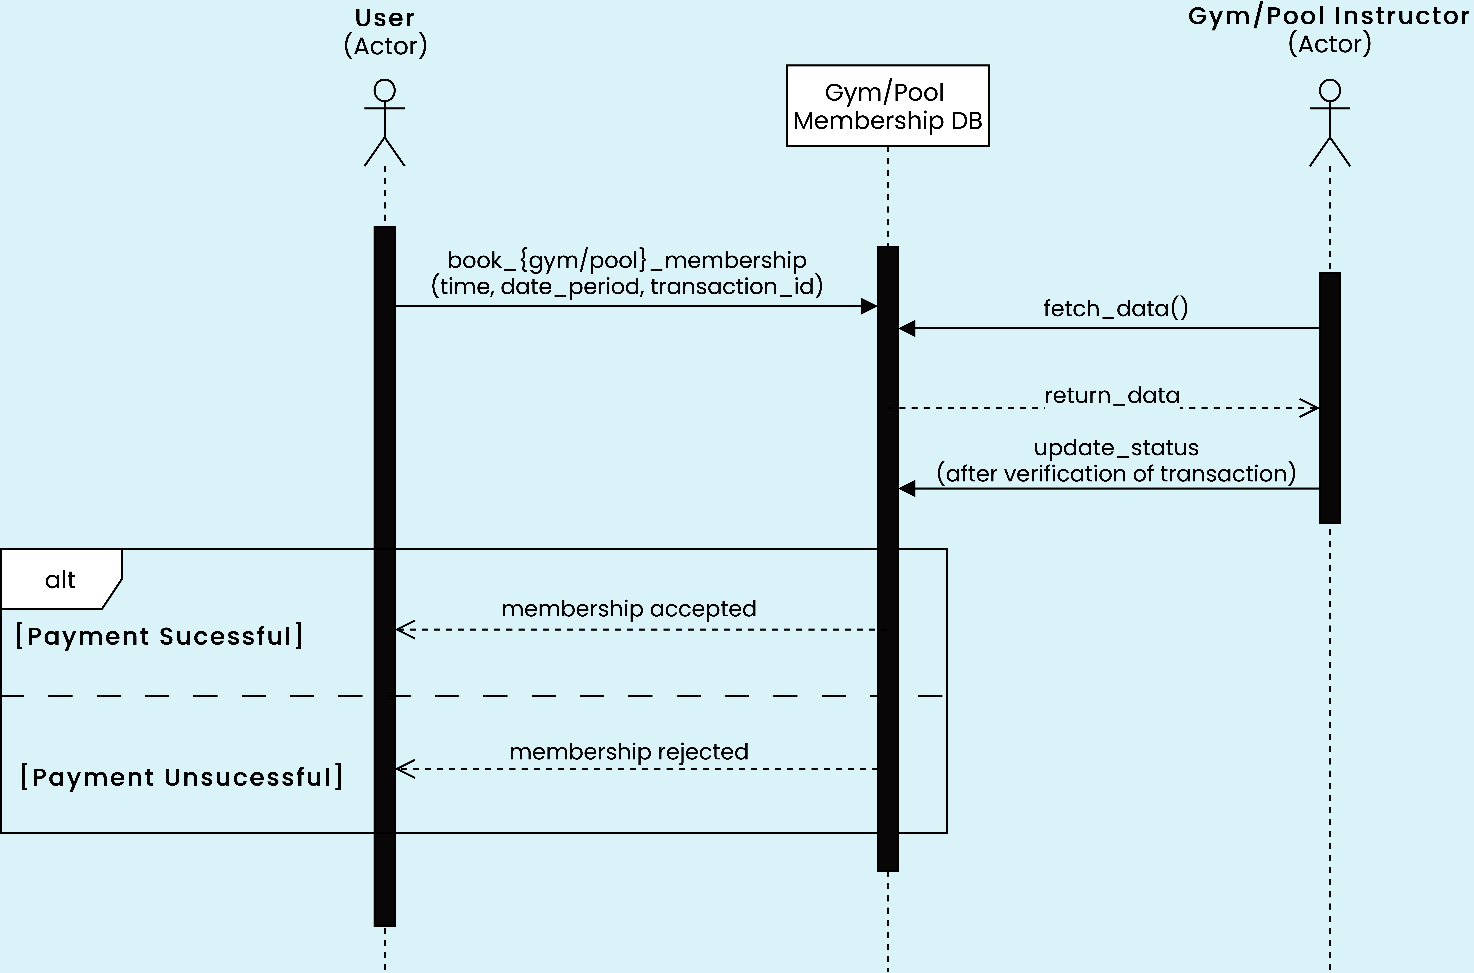 User
(Actor)
Gym/Pool Instructor
(Actor)
Gym/Pool
Membership DB
book_{gym/pool}_membership
(time, date_period, transaction_id)
fetch_data()
return_data
update_status
(after verification of transaction)
alt
membership accepted
[Payment Sucessful]
membership rejected
[Payment Unsucessful]